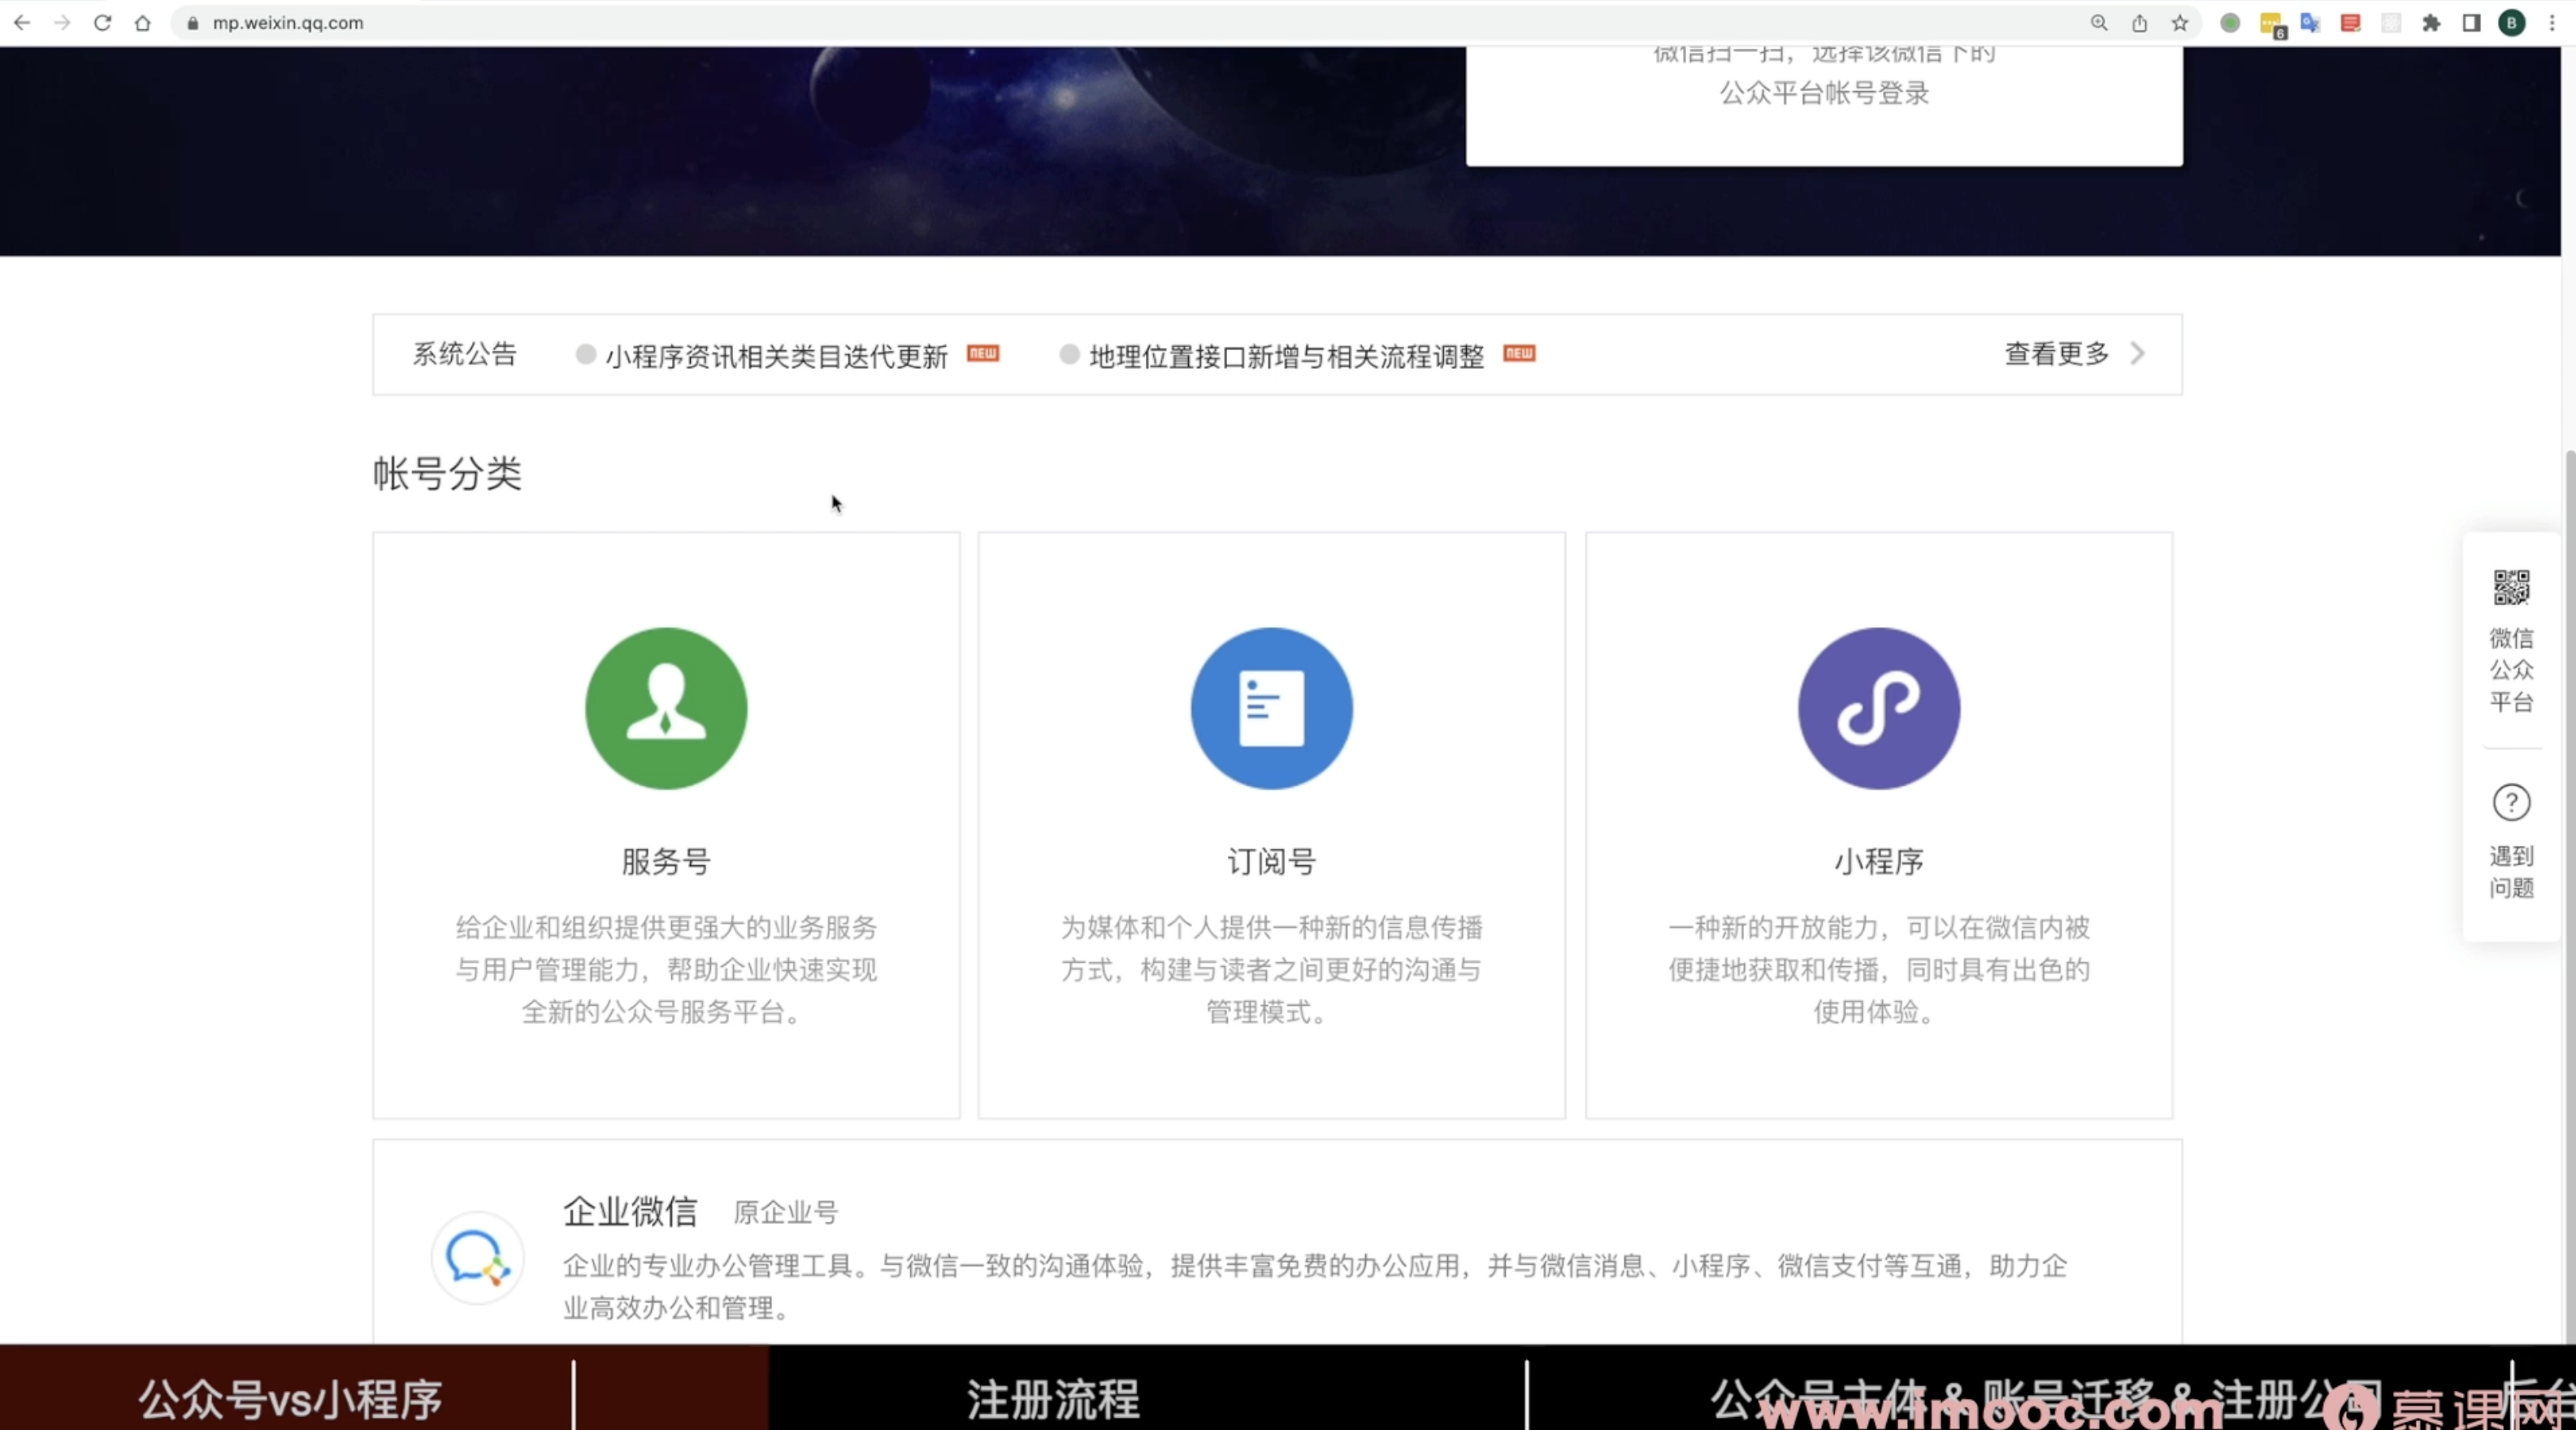 mp.weixin.qq.com
6
B
微信扫一扫，选择该微信下的
公众平台帐号登录
系统公告
小程序资讯相关类目迭代更新 NEW
地理位置接口新增与相关流程调整 NEW
查看更多
帐号分类
服务号
给企业和组织提供更强大的业务服务
与用户管理能力，帮助企业快速实现
全新的公众号服务平台。
订阅号
为媒体和个人提供一种新的信息传播
方式，构建与读者之间更好的沟通与
管理模式。
小程序
一种新的开放能力，可以在微信内被
便捷地获取和传播，同时具有出色的
使用体验。
微信
公众
平台
?
遇到
问题
企业微信 原企业号
企业的专业办公管理工具。与微信一致的沟通体验，提供丰富免费的办公应用，并与微信消息、小程序、微信支付等互通，助力企
业高效办公和管理。
公众号vs小程序
注册流程
公众号主体 & 账号迁移 & 注册公司
后台
www.imooc.com 慕课网